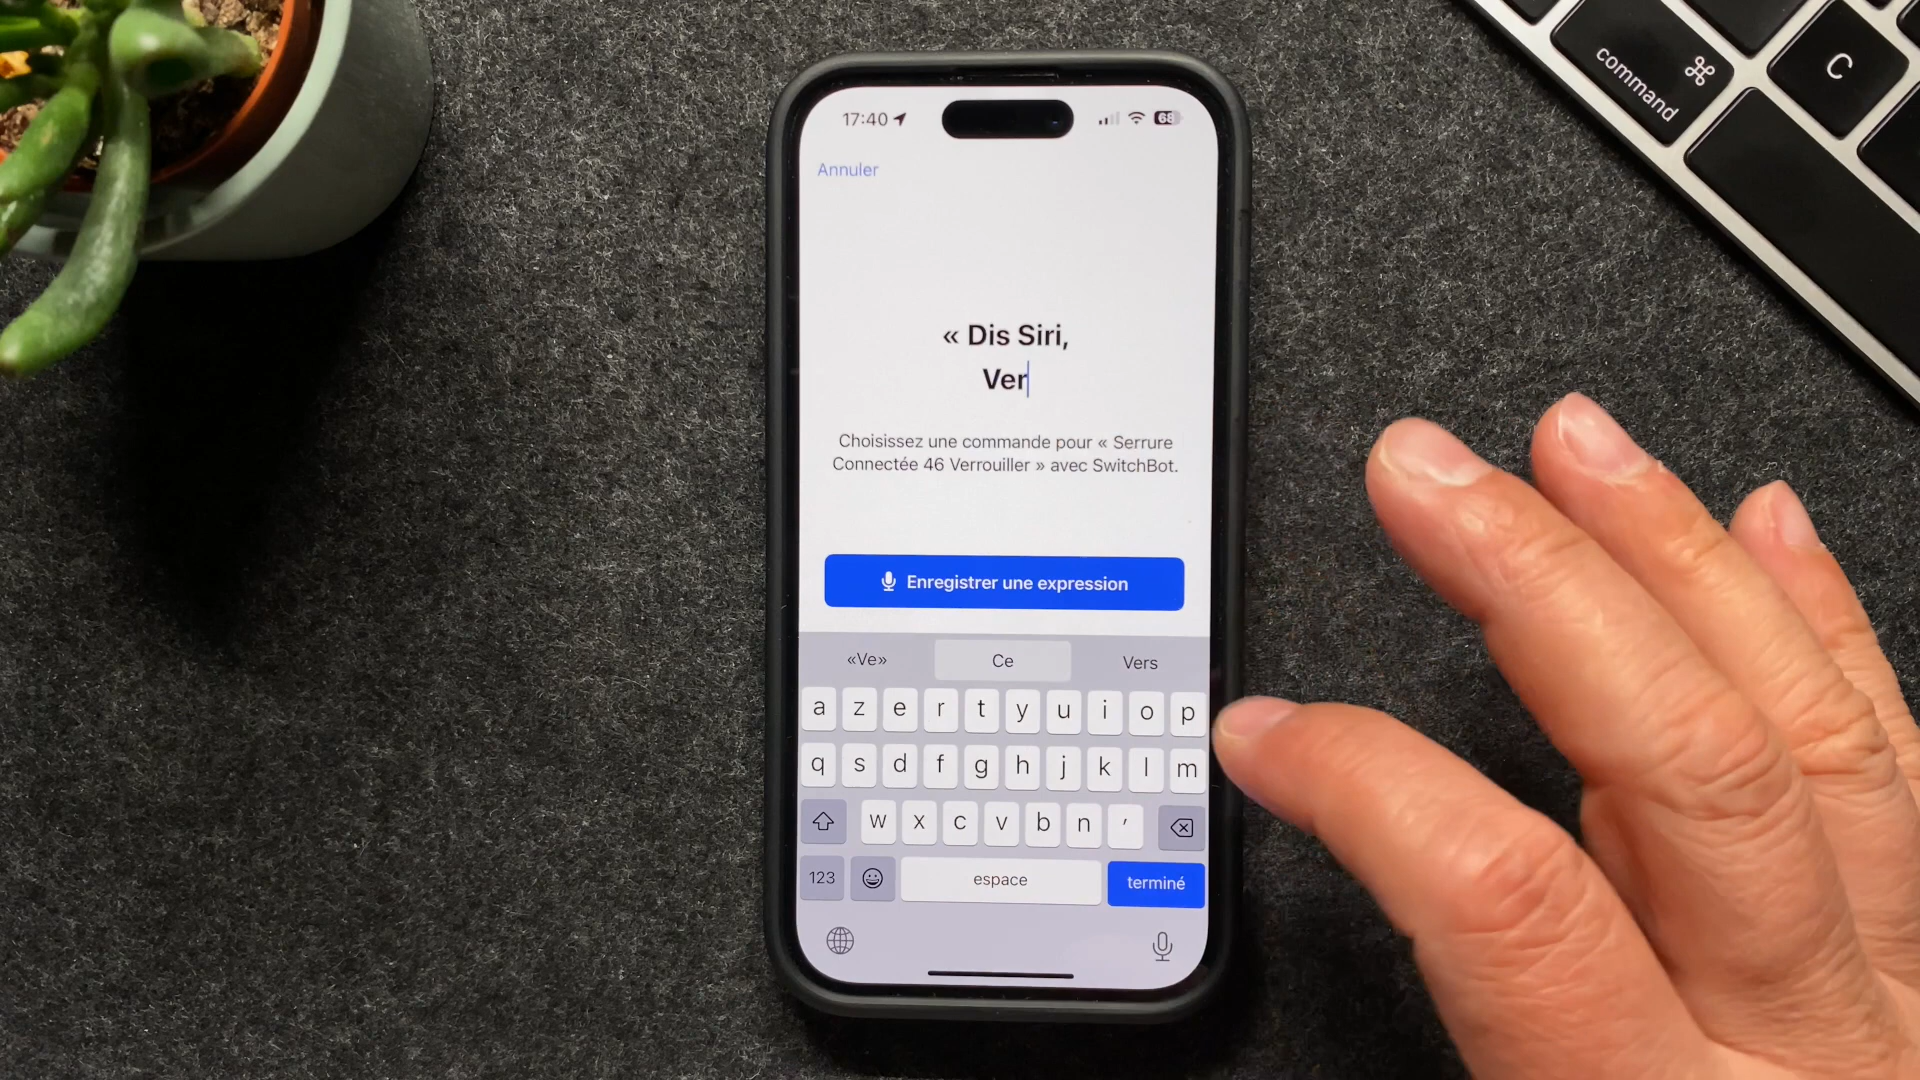 17:40
68
Annuler
« Dis Siri,
Ver
Choisissez une commande pour « Serrure
Connectée 46 Verrouiller » avec SwitchBot.
Enregistrer une expression
«Ve» Ce Vers
a z e r t y u i o p
q s d f g h j k l m
w x c v b n ’
123 espace terminé
command ⌘
C